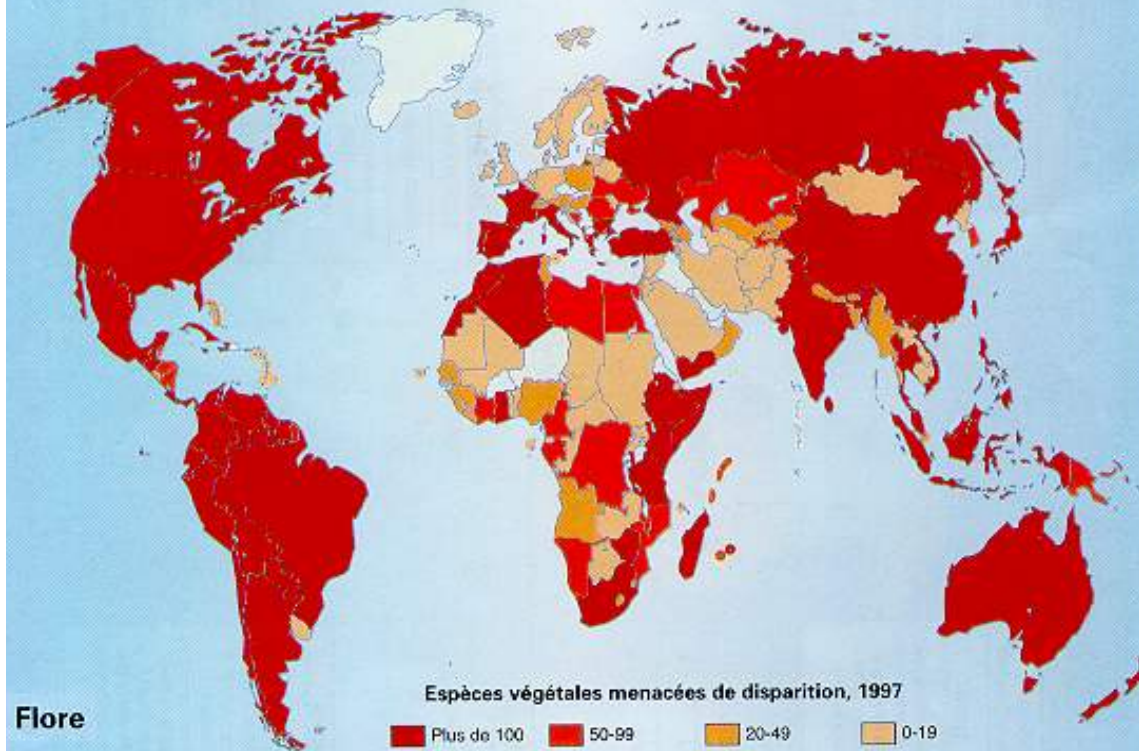 Espèces végétales menacées de disparition, 1997
Flore
Plus de 100
50-99
20-49
0-19